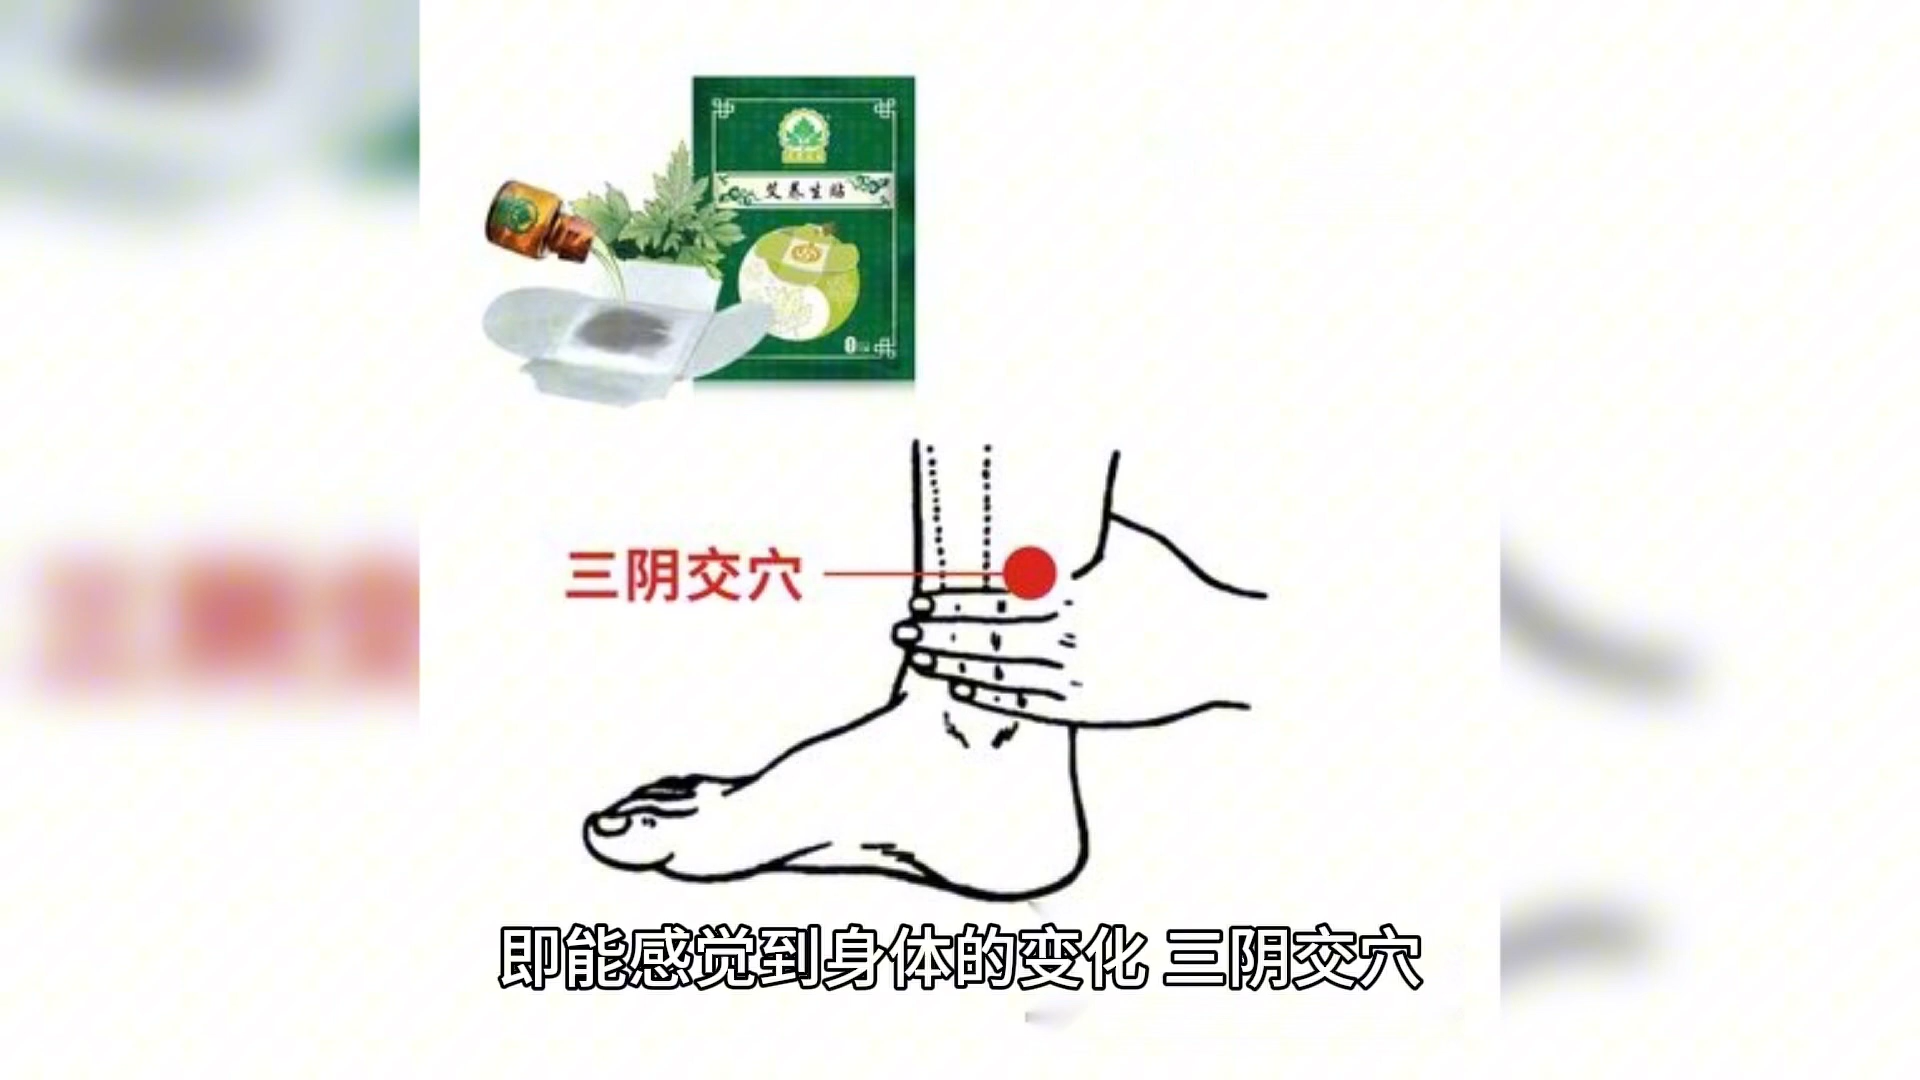 艾养生贴
三阴交穴
即能感觉到身体的变化 三阴交穴